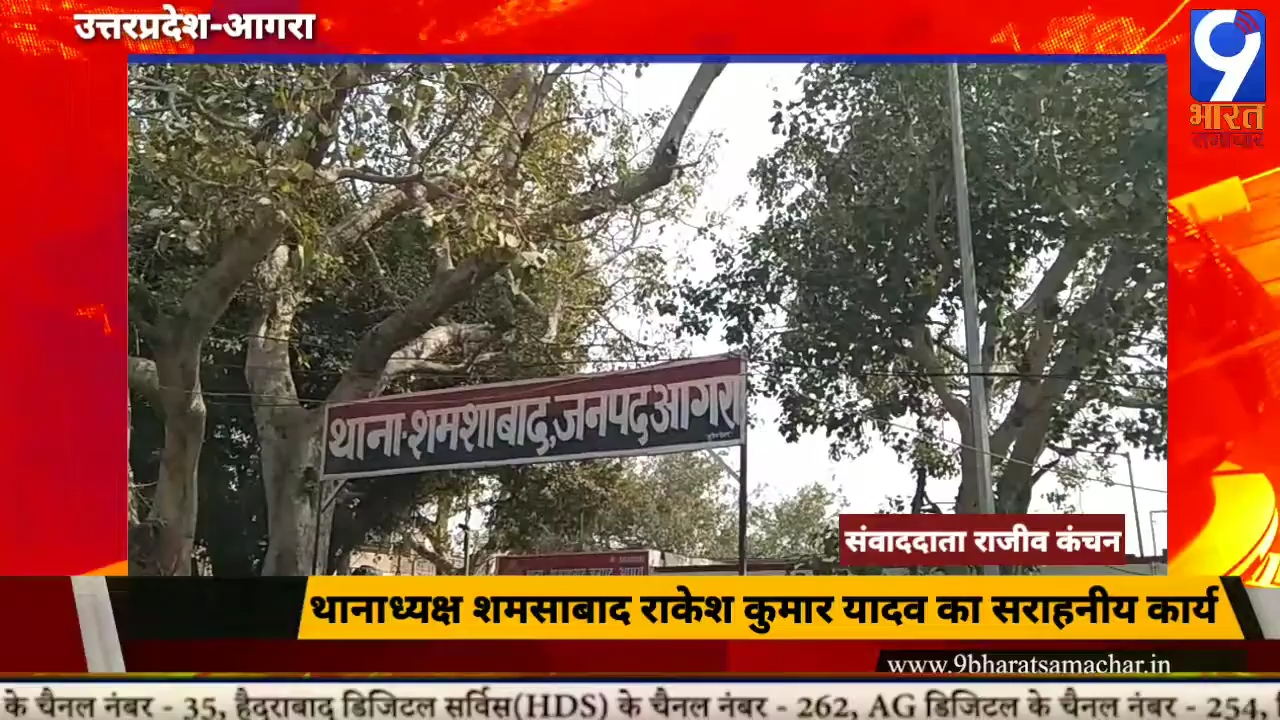 उत्तरप्रदेश-आगरा
9
भारत
समाचार
थाना-शमशाबाद,जनपद आगरा
संवाददाता राजीव कंचन
थानाध्यक्ष शमसाबाद राकेश कुमार यादव का सराहनीय कार्य
www.9bharatsamachar.in
के चैनल नंबर - 35, हैदराबाद डिजिटल सर्विस(HDS) के चैनल नंबर - 262, AG डिजिटल के चैनल नंबर - 254,